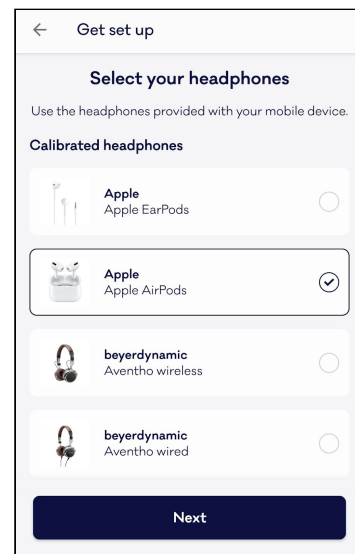 Get set up
Select your headphones
Use the headphones provided with your mobile device.
Calibrated headphones
Apple
Apple EarPods
Apple
Apple AirPods
beyerdynamic
Aventho wireless
beyerdynamic
Aventho wired
Next